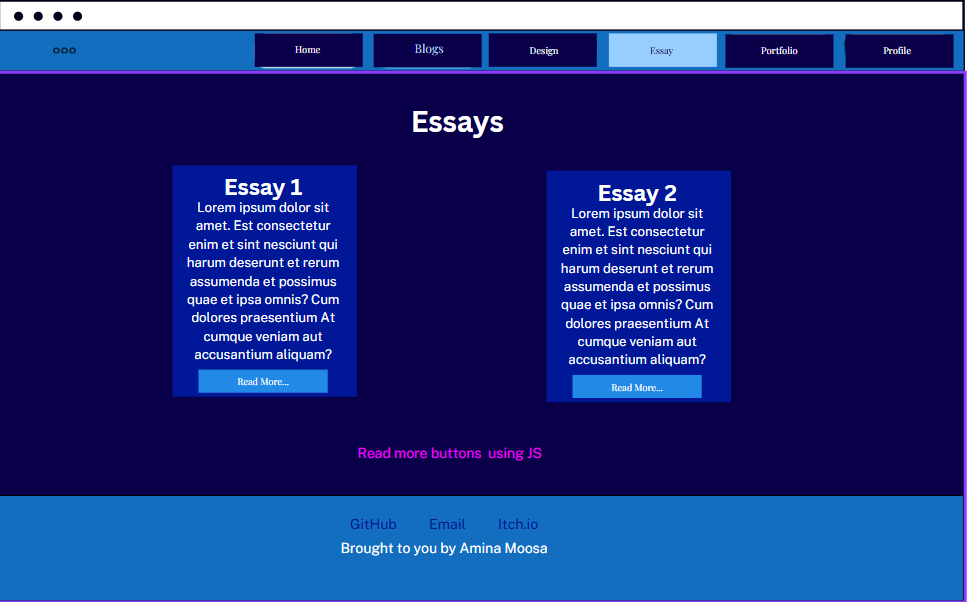 Home Blogs Design Essay Portfolio Profile
Essays
Essay 1
Lorem ipsum dolor sit
amet. Est consectetur
enim et sint nesciunt qui
harum deserunt et rerum
assumenda et possimus
quae et ipsa omnis? Cum
dolores praesentium At
cumque veniam aut
accusantium aliquam?
Read More...
Essay 2
Lorem ipsum dolor sit
amet. Est consectetur
enim et sint nesciunt qui
harum deserunt et rerum
assumenda et possimus
quae et ipsa omnis? Cum
dolores praesentium At
cumque veniam aut
accusantium aliquam?
Read More...
Read more buttons using JS
GitHub Email Itch.io
Brought to you by Amina Moosa